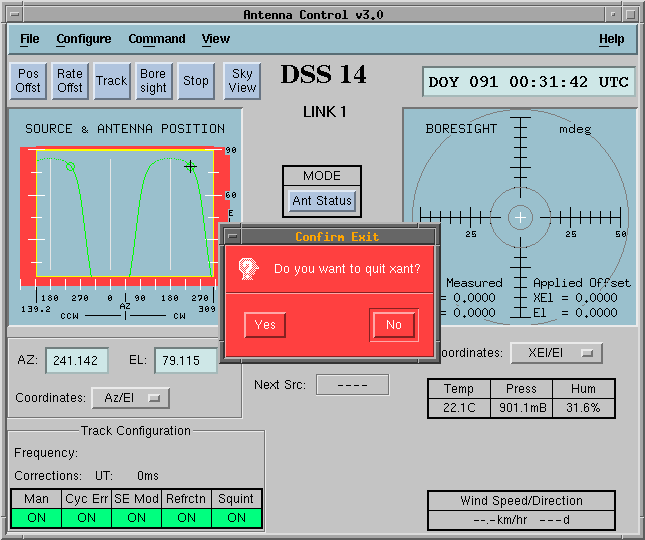 Antenna Control v3.0
File Configure Command View Help
Pos Offst Rate Offst Track Bore sight Stop Sky View
DSS 14
LINK 1
DOY 091 00:31:42 UTC
SOURCE & ANTENNA POSITION
90
60
E
180 270 0 AZ 90 180 270
139.2 CCW CW 309
MODE
Ant Status
BORESIGHT mdeg
25 25 50
Measured Applied Offset
= 0.0000 XEl = 0.0000
= 0.0000 El = 0.0000
Confirm Exit
Do you want to quit xant?
Yes No
AZ: 241.142 EL: 79.115
Coordinates: Az/El
Next Src: ----
oordinates: XEl/El
Temp Press Hum
22.1C 901.1mB 31.6%
Track Configuration
Frequency:
Corrections: UT: 0ms
Man Cyc Err SE Mod Refrctn Squint
ON ON ON ON ON
Wind Speed/Direction
--.-km/hr ---d